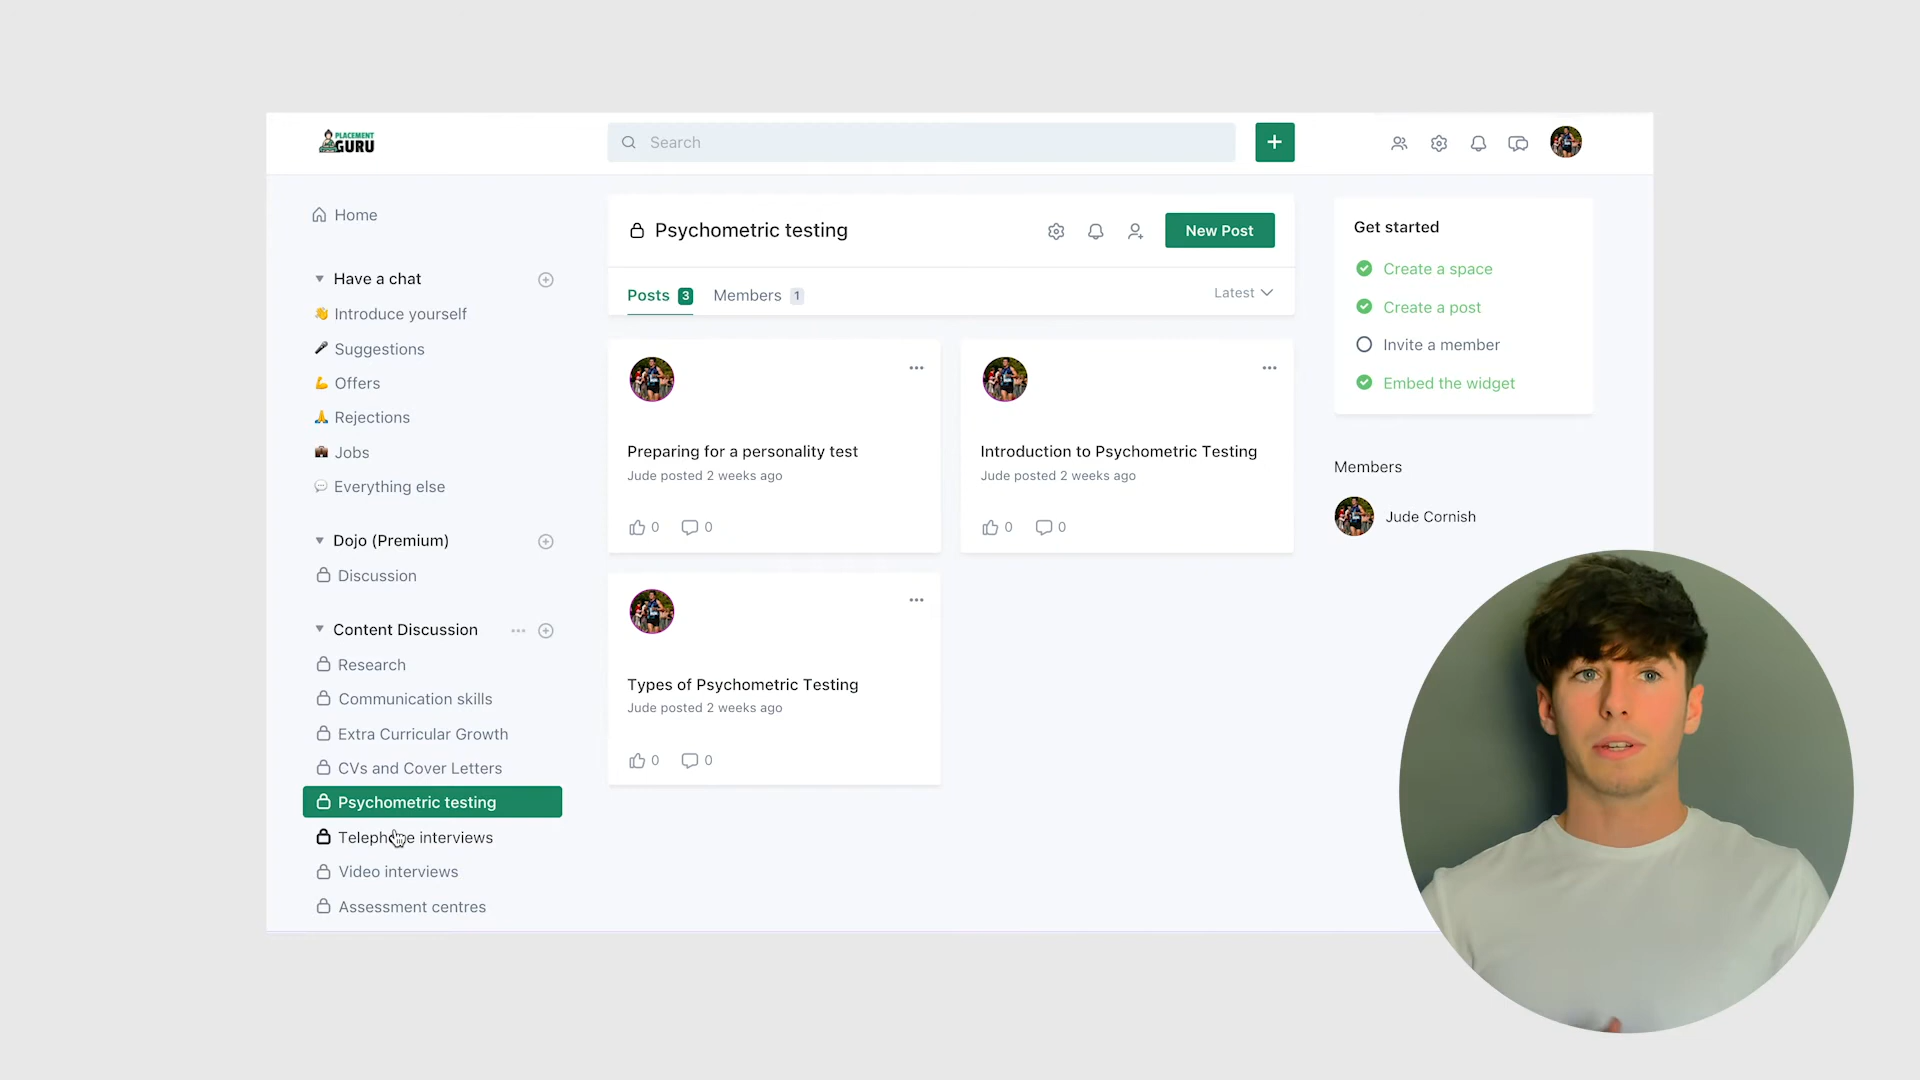 PLACEMENT
GURU
Search
+
Home
Have a chat
Introduce yourself
Suggestions
Offers
Rejections
Jobs
Everything else
Dojo (Premium)
Discussion
Content Discussion
Research
Communication skills
Extra Curricular Growth
CVs and Cover Letters
Psychometric testing
Telephone interviews
Video interviews
Assessment centres
Psychometric testing
New Post
Posts 3 Members 1
Latest
Preparing for a personality test
Jude posted 2 weeks ago
0 0
Introduction to Psychometric Testing
Jude posted 2 weeks ago
0 0
Types of Psychometric Testing
Jude posted 2 weeks ago
0 0
Get started
Create a space
Create a post
Invite a member
Embed the widget
Members
Jude Cornish